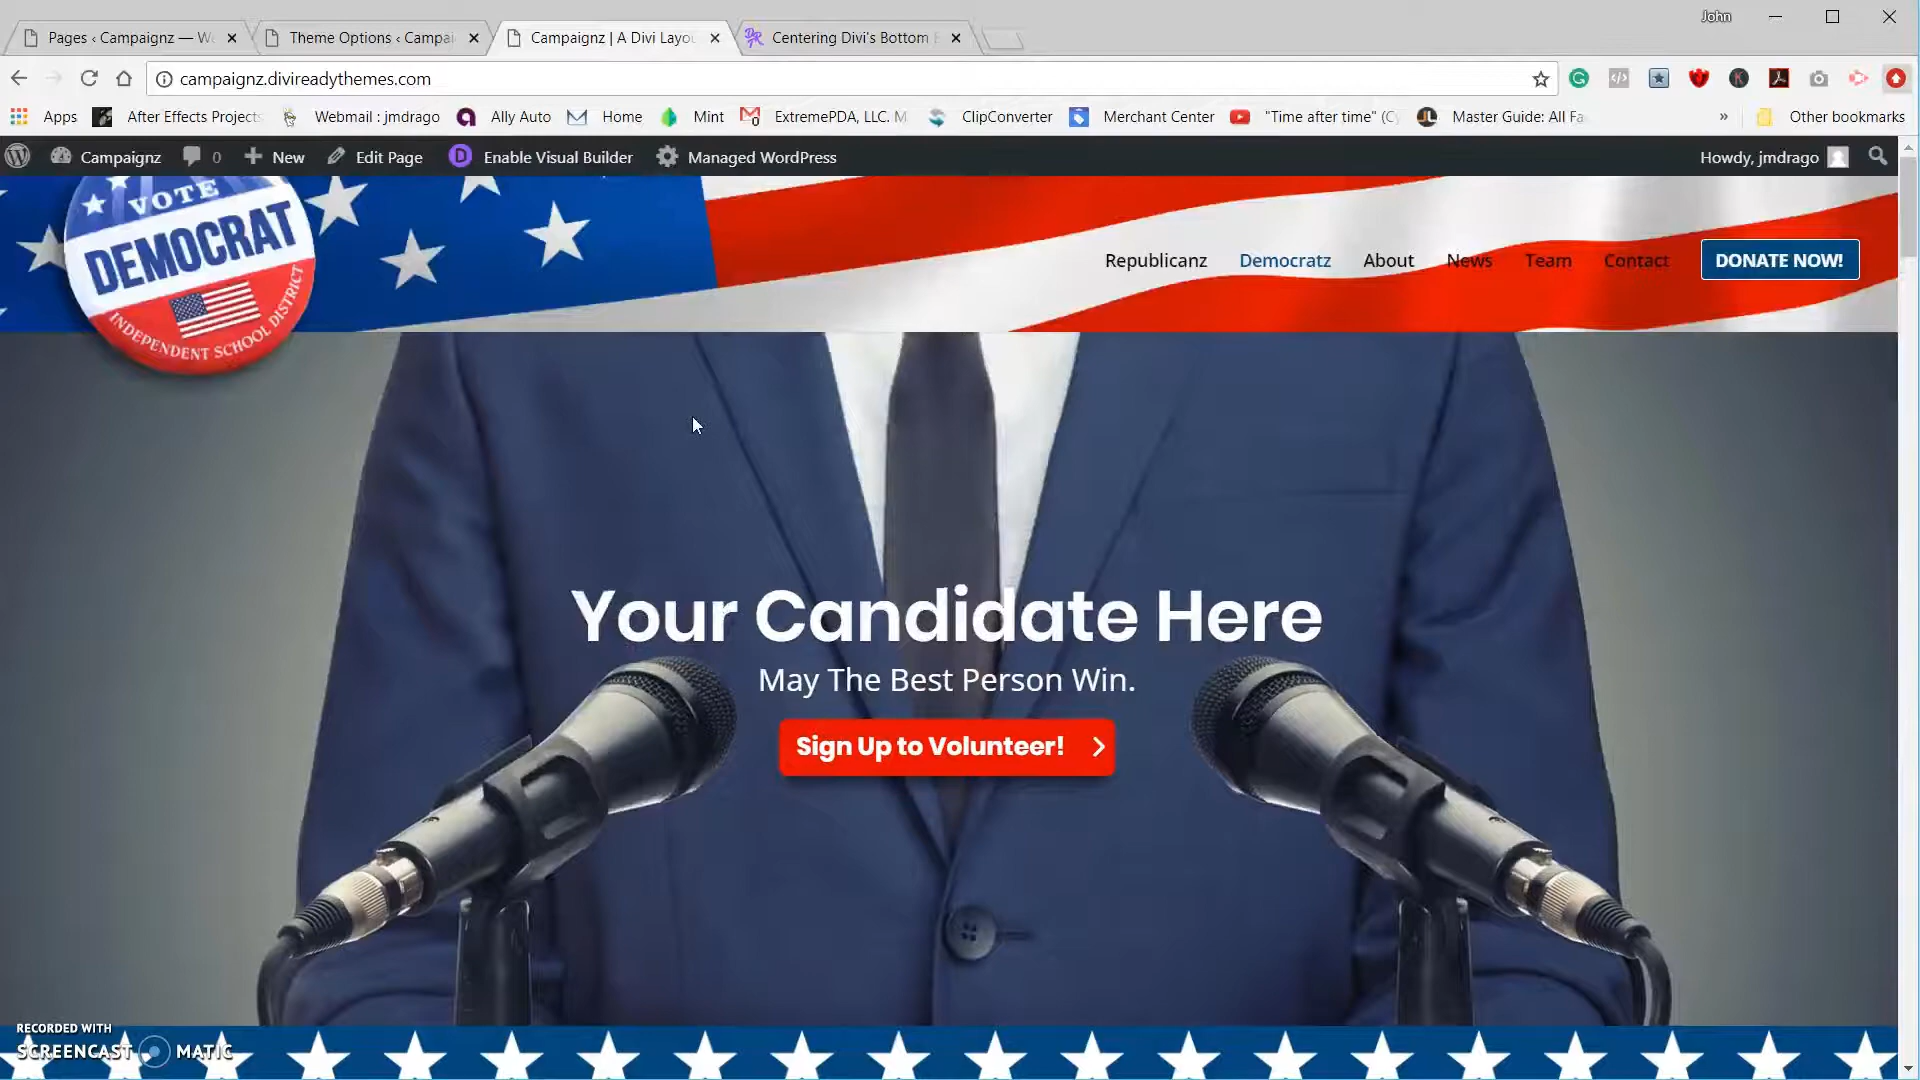 John
Pages ‹ Campaignz — W
Theme Options ‹ Campai
Campaignz | A Divi Layou
Centering Divi's Bottom
campaignz.divireadythemes.com
Apps
After Effects Projects
Webmail : jmdrago
Ally Auto
Home
Mint
ExtremePDA, LLC. M
ClipConverter
Merchant Center
"Time after time" (Cy
Master Guide: All Fa
» Other bookmarks
Campaignz
0
New
Edit Page
D Enable Visual Builder
Managed WordPress
Howdy, jmdrago
VOTE
DEMOCRAT
INDEPENDENT SCHOOL DISTRICT
Republicanz
Democratz
About
News
Team
Contact
DONATE NOW!
Your Candidate Here
May The Best Person Win.
Sign Up to Volunteer!
RECORDED WITH
SCREENCAST MATIC